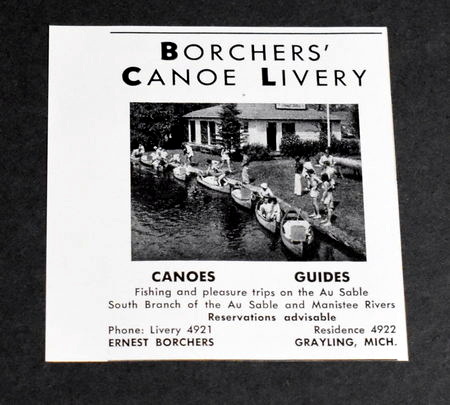 BORCHERS'
CANOE LIVERY
CANOES GUIDES
Fishing and pleasure trips on the Au Sable
South Branch of the Au Sable and Manistee Rivers
Reservations advisable
Phone: Livery 4921 Residence 4922
ERNEST BORCHERS GRAYLING, MICH.